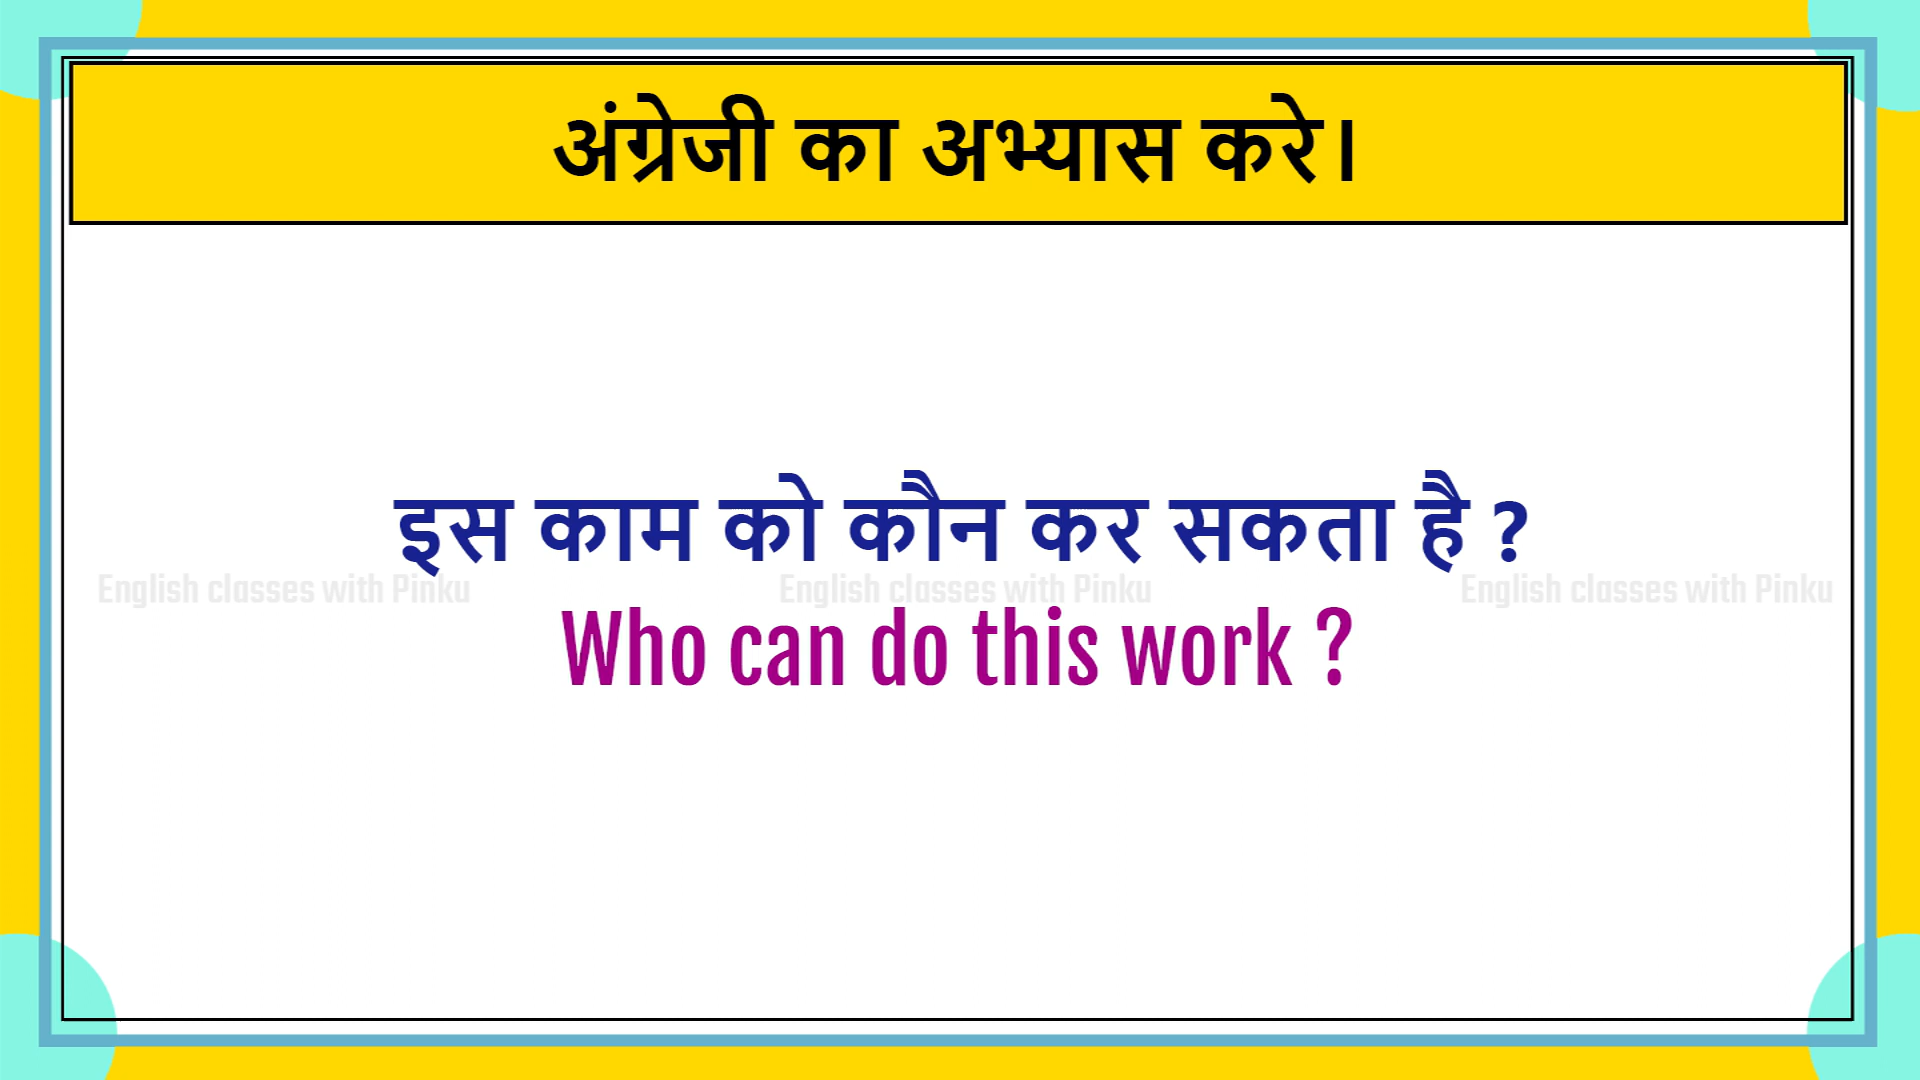 अंग्रेजी का अभ्यास करे।
इस काम को कौन कर सकता है ?
English classes with Pinku English classes with Pinku English classes with Pinku
Who can do this work ?